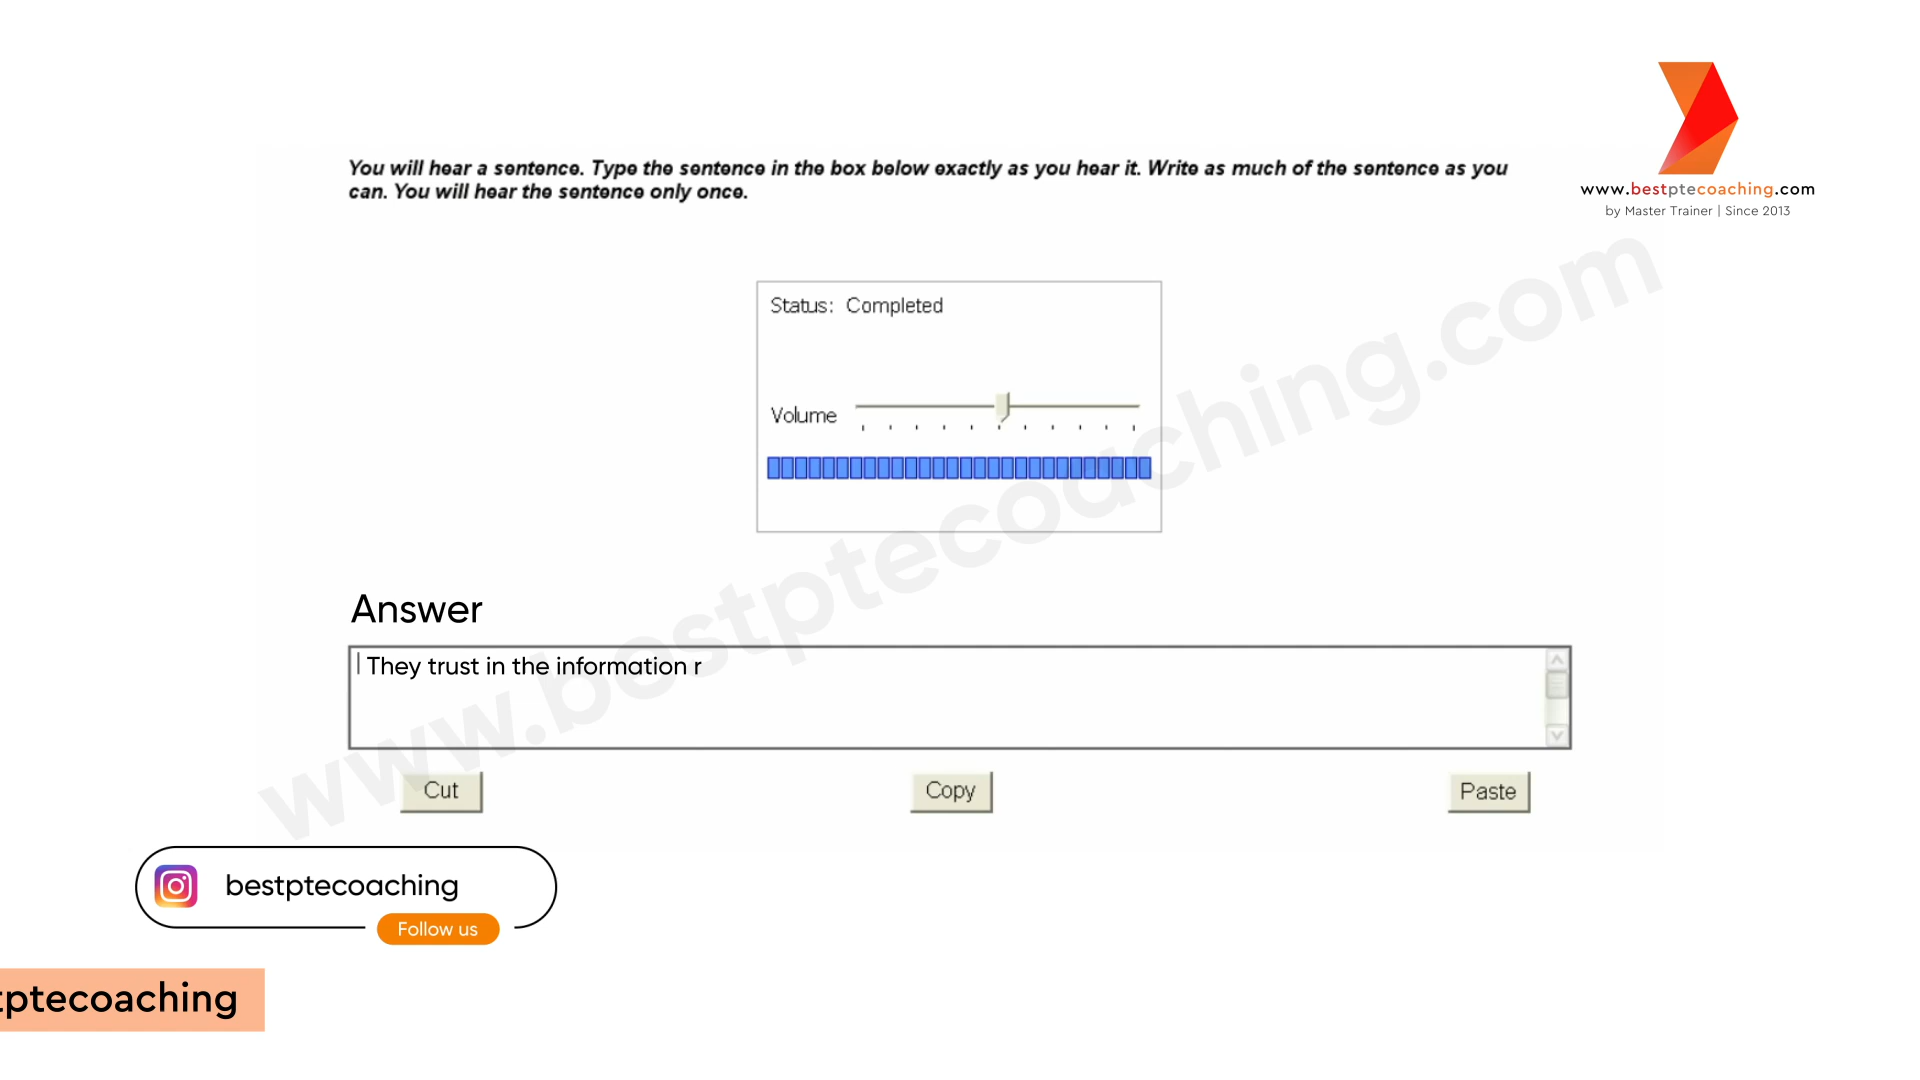 You will hear a sentence. Type the sentence in the box below exactly as you hear it. Write as much of the sentence as you
can. You will hear the sentence only once.
www.bestptecoaching.com
by Master Trainer | Since 2013
Status: Completed
Volume
www.bestptecoaching.com
Answer
They trust in the information r
Cut
Copy
Paste
bestptecoaching
Follow us
tptecoaching